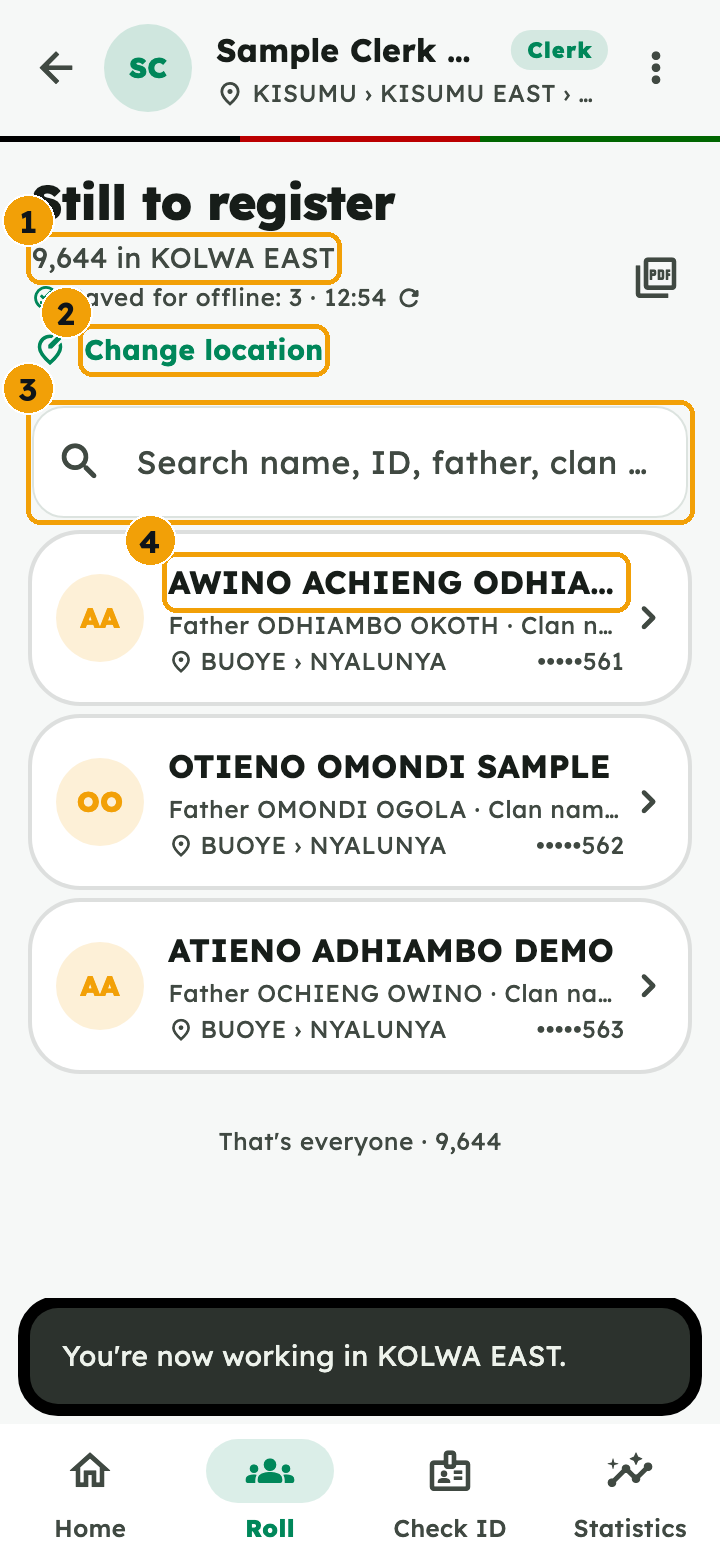 SC
Sample Clerk ...
Clerk
KISUMU › KISUMU EAST › ...
Still to register
1
9,644 in KOLWA EAST
PDF
aved for offline: 3 · 12:54
2
Change location
3
Search name, ID, father, clan ...
4
AA
AWINO ACHIENG ODHIA...
Father ODHIAMBO OKOTH · Clan n...
BUOYE › NYALUNYA •••••561
OO
OTIENO OMONDI SAMPLE
Father OMONDI OGOLA · Clan nam...
BUOYE › NYALUNYA •••••562
AA
ATIENO ADHIAMBO DEMO
Father OCHIENG OWINO · Clan na...
BUOYE › NYALUNYA •••••563
That's everyone · 9,644
You're now working in KOLWA EAST.
Home Roll Check ID Statistics